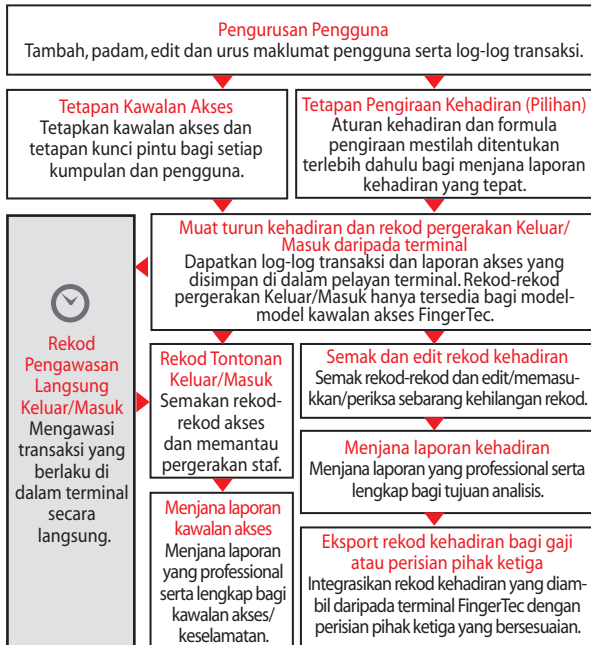 Pengurusan Pengguna
Tambah, padam, edit dan urus maklumat pengguna serta log-log transaksi.
Tetapan Kawalan Akses
Tetapkan kawalan akses dan
tetapan kunci pintu bagi setiap
kumpulan dan pengguna.
Tetapan Pengiraan Kehadiran (Pilihan)
Aturan kehadiran dan formula
pengiraan mestilah ditentukan
terlebih dahulu bagi menjana laporan
kehadiran yang tepat.
Muat turun kehadiran dan rekod pergerakan Keluar/
Masuk daripada terminal
Dapatkan log-log transaksi dan laporan akses yang
disimpan di dalam pelayan terminal. Rekod-rekod
pergerakan Keluar/Masuk hanya tersedia bagi model-
model kawalan akses FingerTec.
Rekod
Pengawasan
Langsung
Keluar/Masuk
Mengawasi
transaksi yang
berlaku di
dalam terminal
secara
langsung.
Rekod Tontonan
Keluar/Masuk
Semakan rekod-
rekod akses
dan memantau
pergerakan staf.
Menjana laporan
kawalan akses
Menjana laporan
yang professional
serta lengkap bagi
kawalan akses/
keselamatan.
Semak dan edit rekod kehadiran
Semak rekod-rekod dan edit/memasu-
kkan/periksa sebarang kehilangan rekod.
Menjana laporan kehadiran
Menjana laporan yang professional serta
lengkap bagi tujuan analisis.
Eksport rekod kehadiran bagi gaji
atau perisian pihak ketiga
Integrasikan rekod kehadiran yang diam-
bil daripada terminal FingerTec dengan
perisian pihak ketiga yang bersesuaian.